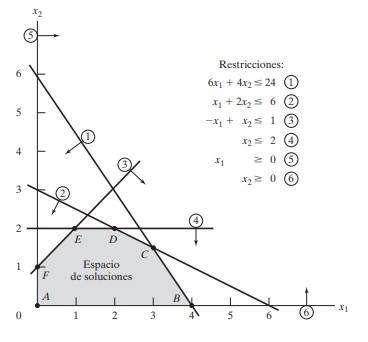 x₂
⑤
6
5
4
3
2
1
0
①
③
②
④
E
D
C
F
A
B
Espacio
de soluciones
1
2
3
4
5
6
⑥
x₁
Restricciones:
6x₁ + 4x₂ ≤ 24 ①
x₁ + 2x₂ ≤ 6 ②
−x₁ + x₂ ≤ 1 ③
x₂ ≤ 2 ④
x₁ ≥ 0 ⑤
x₂ ≥ 0 ⑥